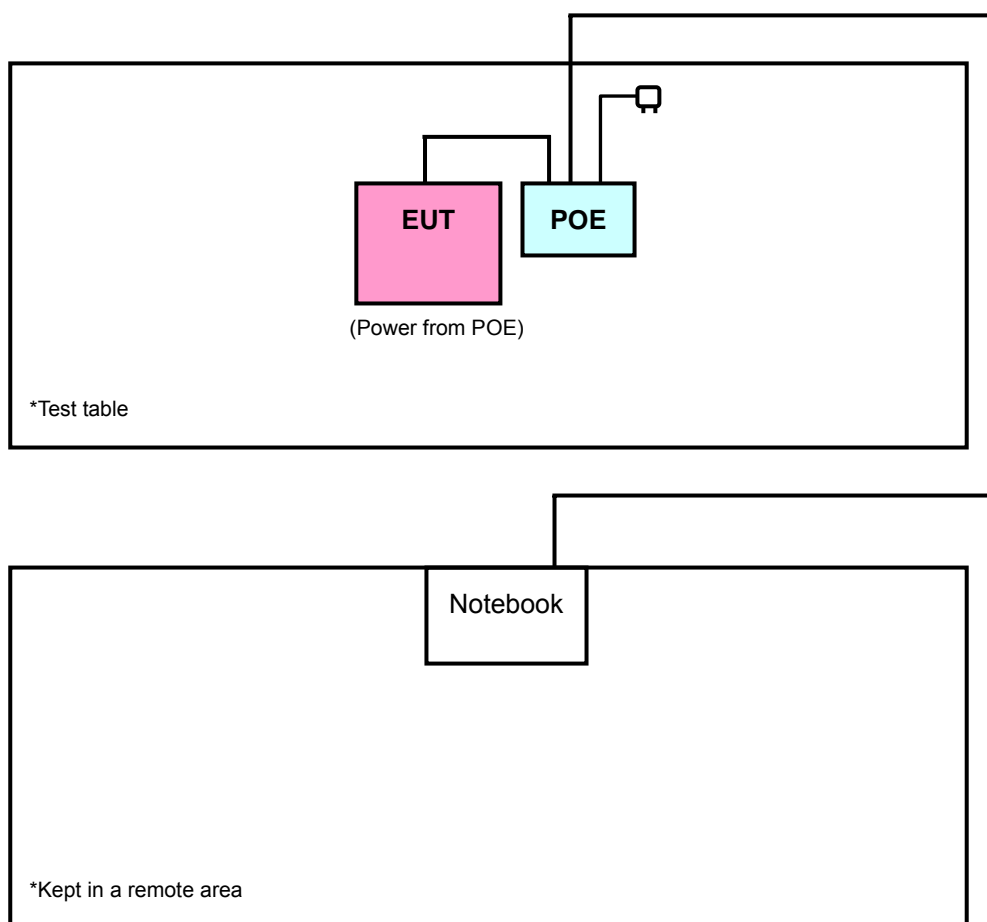 EUT
POE
(Power from POE)
*Test table
Notebook
*Kept in a remote area